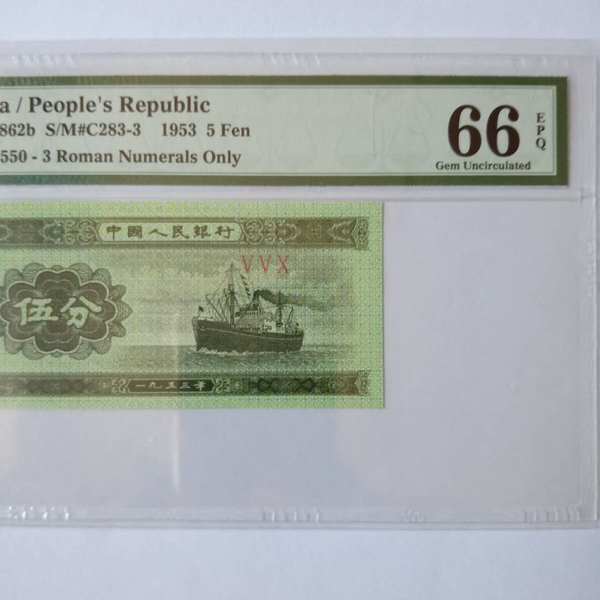 a / People's Republic
862b S/M#C283-3 1953 5 Fen
550 - 3 Roman Numerals Only
66
EPQ
Gem Uncirculated
中國人民銀行
VVX
伍分
一九五三年